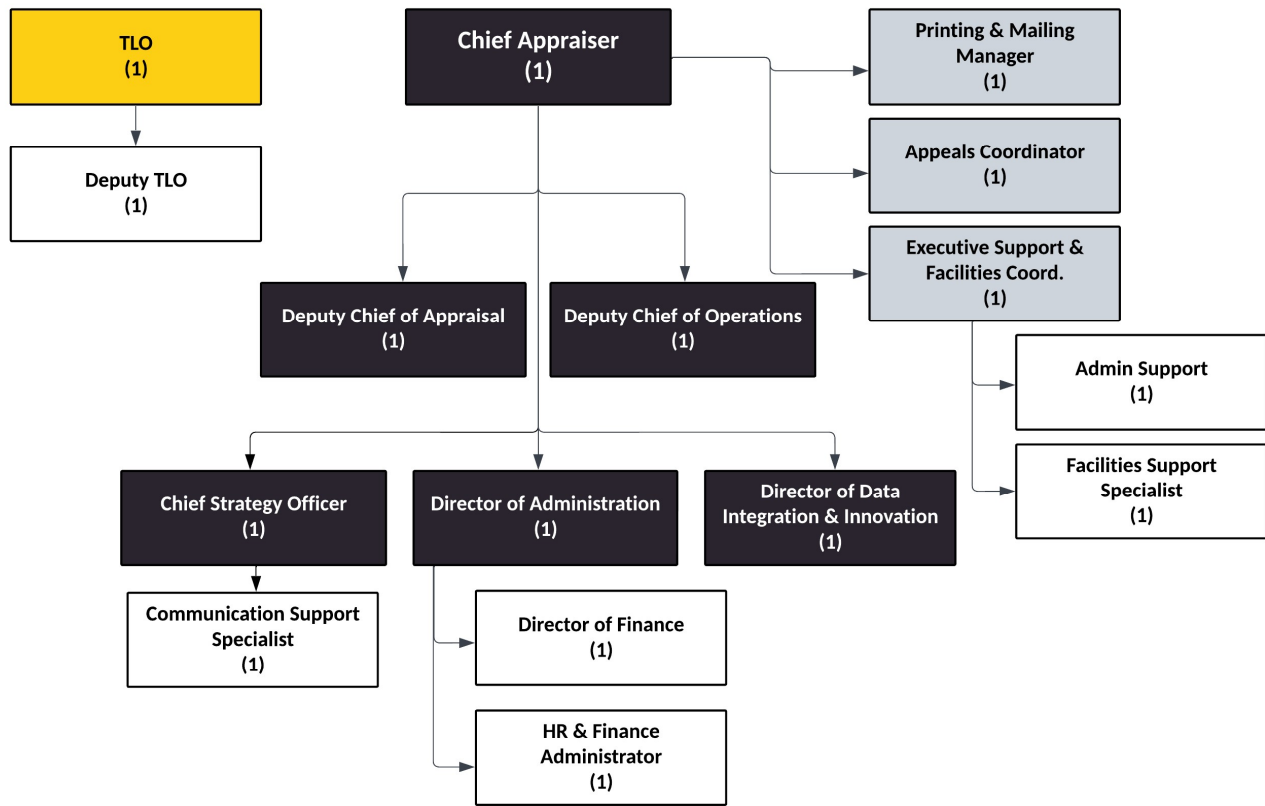 TLO
(1)
Deputy TLO
(1)
Chief Appraiser
(1)
Printing & Mailing
Manager
(1)
Appeals Coordinator
(1)
Executive Support &
Facilities Coord.
(1)
Admin Support
(1)
Facilities Support
Specialist
(1)
Deputy Chief of Appraisal
(1)
Deputy Chief of Operations
(1)
Chief Strategy Officer
(1)
Communication Support
Specialist
(1)
Director of Administration
(1)
Director of Finance
(1)
HR & Finance
Administrator
(1)
Director of Data
Integration & Innovation
(1)